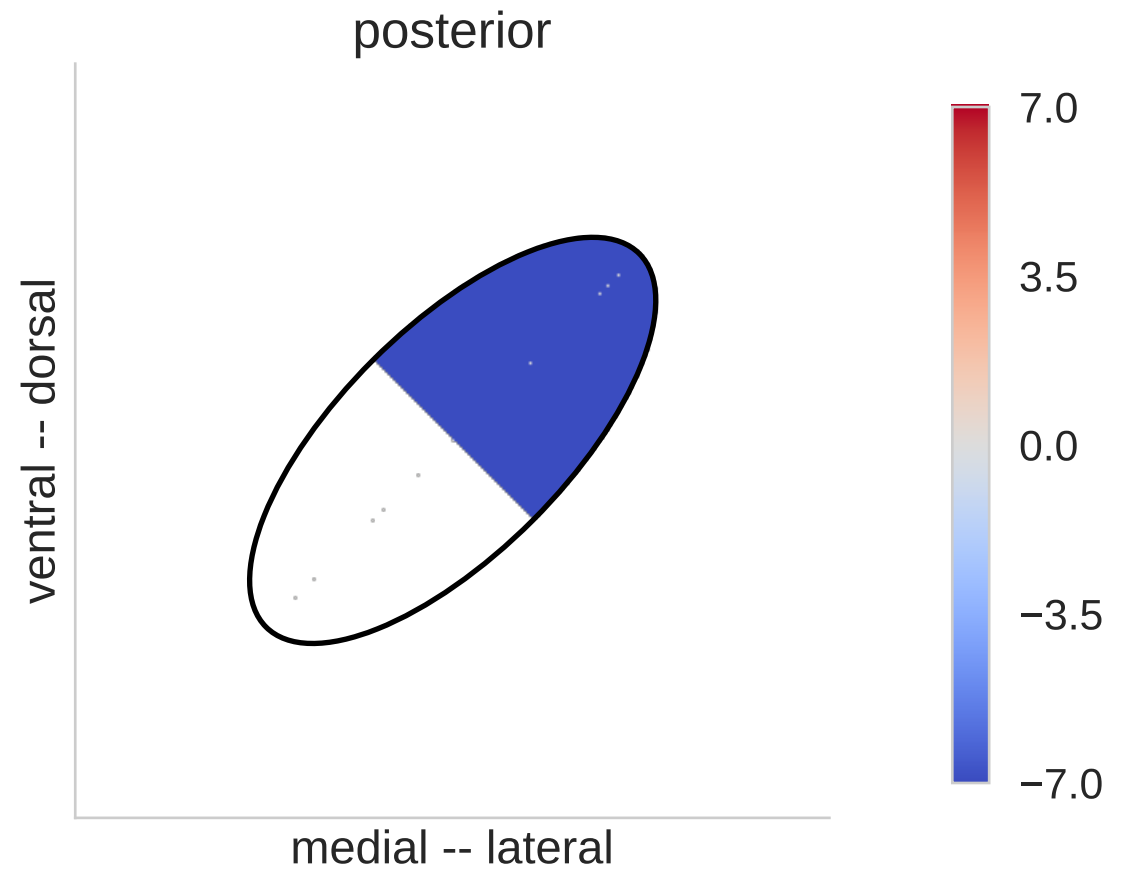 posterior
ventral -- dorsal
medial -- lateral
7.0
3.5
0.0
−3.5
−7.0